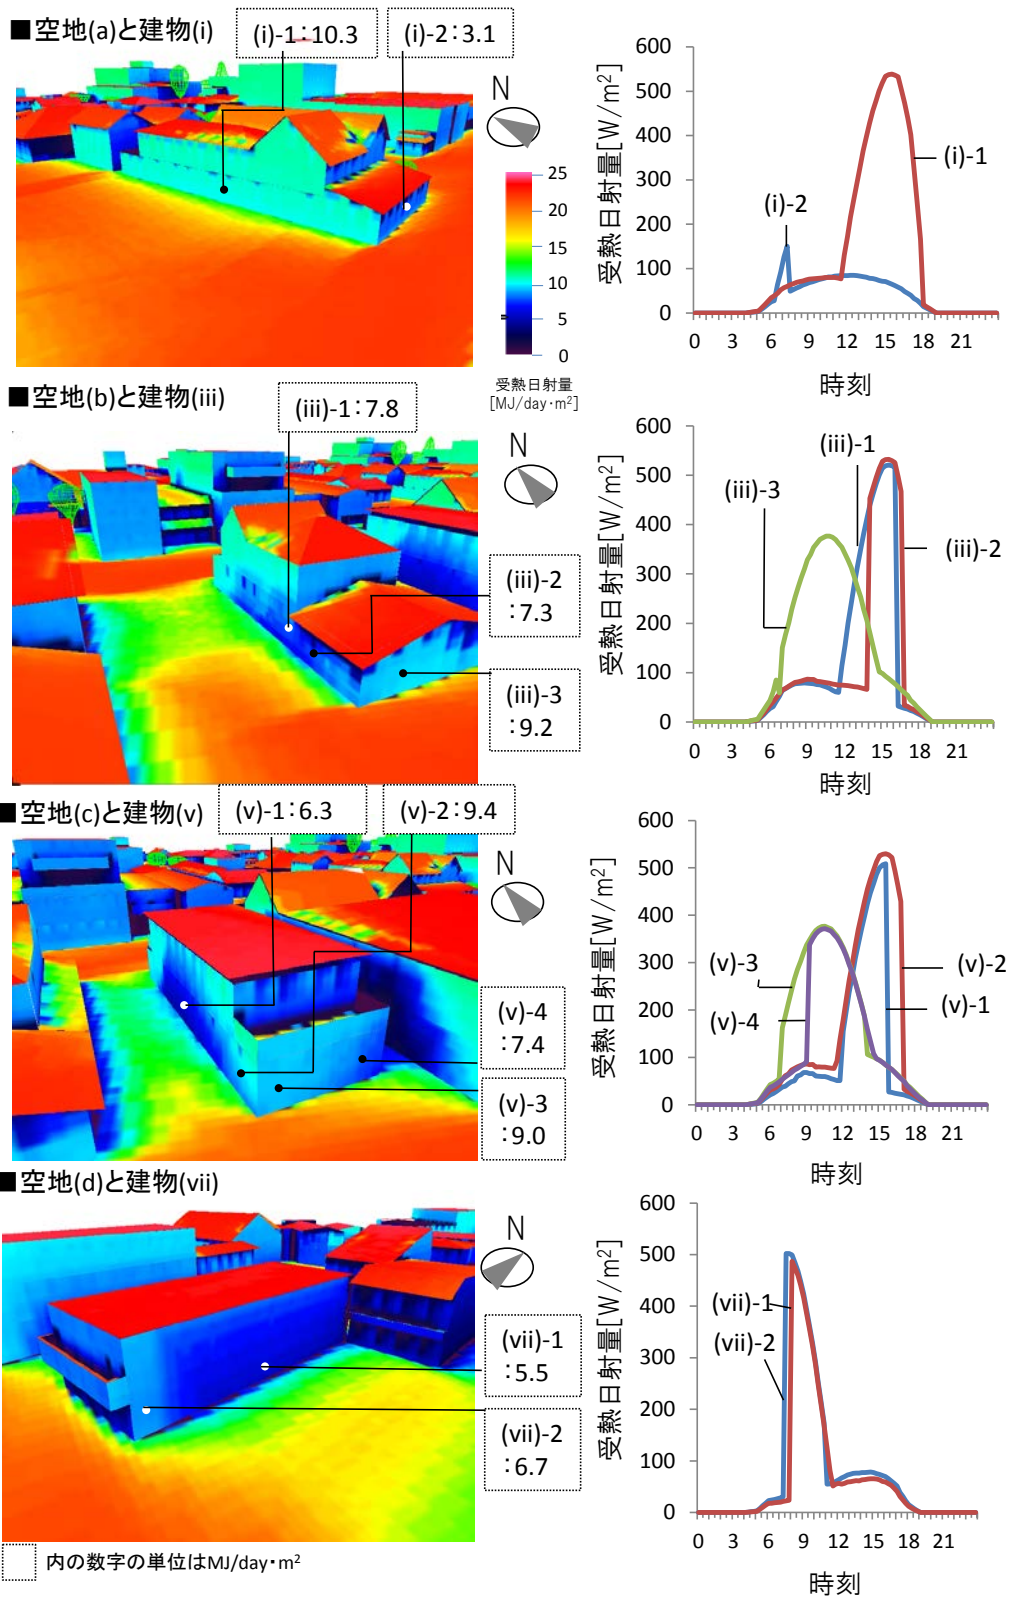 ■空地(a)と建物(i)
(i)-1：10.3
(i)-2：3.1
N
25
20
15
10
5
0
受熱日射量
[MJ/day･m²]
600
500
400
300
200
100
0
受熱日射量[W/m²]
(i)-2
(i)-1
0 3 6 9 12 15 18 21
時刻
■空地(b)と建物(iii)
(iii)-1：7.8
N
(iii)-2
：7.3
(iii)-3
：9.2
600
500
400
300
200
100
0
受熱日射量[W/m²]
(iii)-1
(iii)-3
(iii)-2
0 3 6 9 12 15 18 21
時刻
■空地(c)と建物(v)
(v)-1：6.3
(v)-2：9.4
N
(v)-4
：7.4
(v)-3
：9.0
600
500
400
300
200
100
0
受熱日射量[W/m²]
(v)-3
(v)-4
(v)-2
(v)-1
0 3 6 9 12 15 18 21
時刻
■空地(d)と建物(vii)
N
(vii)-1
：5.5
(vii)-2
：6.7
600
500
400
300
200
100
0
受熱日射量[W/m²]
(vii)-1
(vii)-2
0 3 6 9 12 15 18 21
時刻
内の数字の単位はMJ/day･m²